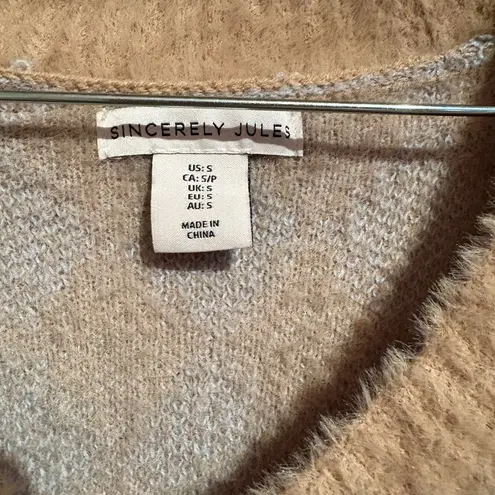 SINCERELY JULES
US: S
CA: S/P
UK: S
EU: S
AU: S
MADE IN
CHINA